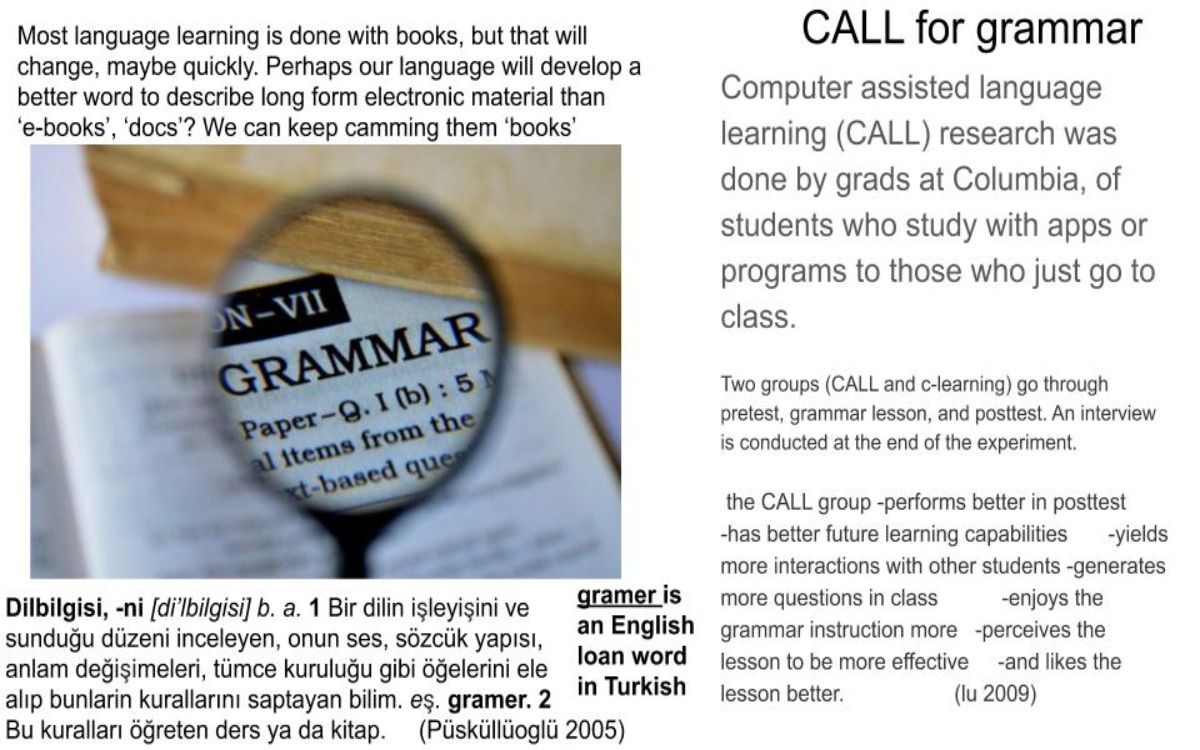 Most language learning is done with books, but that will
change, maybe quickly. Perhaps our language will develop a
better word to describe long form electronic material than
‘e-books’, ‘docs’? We can keep camming them ‘books’
ON-VII
GRAMMAR
Paper-Q. I (b) : 5
al items from the
xt-based ques
Dilbilgisi, -ni [di’lbilgisi] b. a. 1 Bir dilin işleyişini ve
sunduğu düzeni inceleyen, onun ses, sözcük yapısı,
anlam değişimeleri, tümce kuruluğu gibi öğelerini ele
alıp bunlarin kurallarını saptayan bilim. eş. gramer. 2
Bu kuralları öğreten ders ya da kitap. (Püsküllüoglü 2005)
gramer is
an English
loan word
in Turkish
CALL for grammar
Computer assisted language
learning (CALL) research was
done by grads at Columbia, of
students who study with apps or
programs to those who just go to
class.
Two groups (CALL and c-learning) go through
pretest, grammar lesson, and posttest. An interview
is conducted at the end of the experiment.
the CALL group -performs better in posttest
-has better future learning capabilities -yields
more interactions with other students -generates
more questions in class -enjoys the
grammar instruction more -perceives the
lesson to be more effective -and likes the
lesson better. (lu 2009)